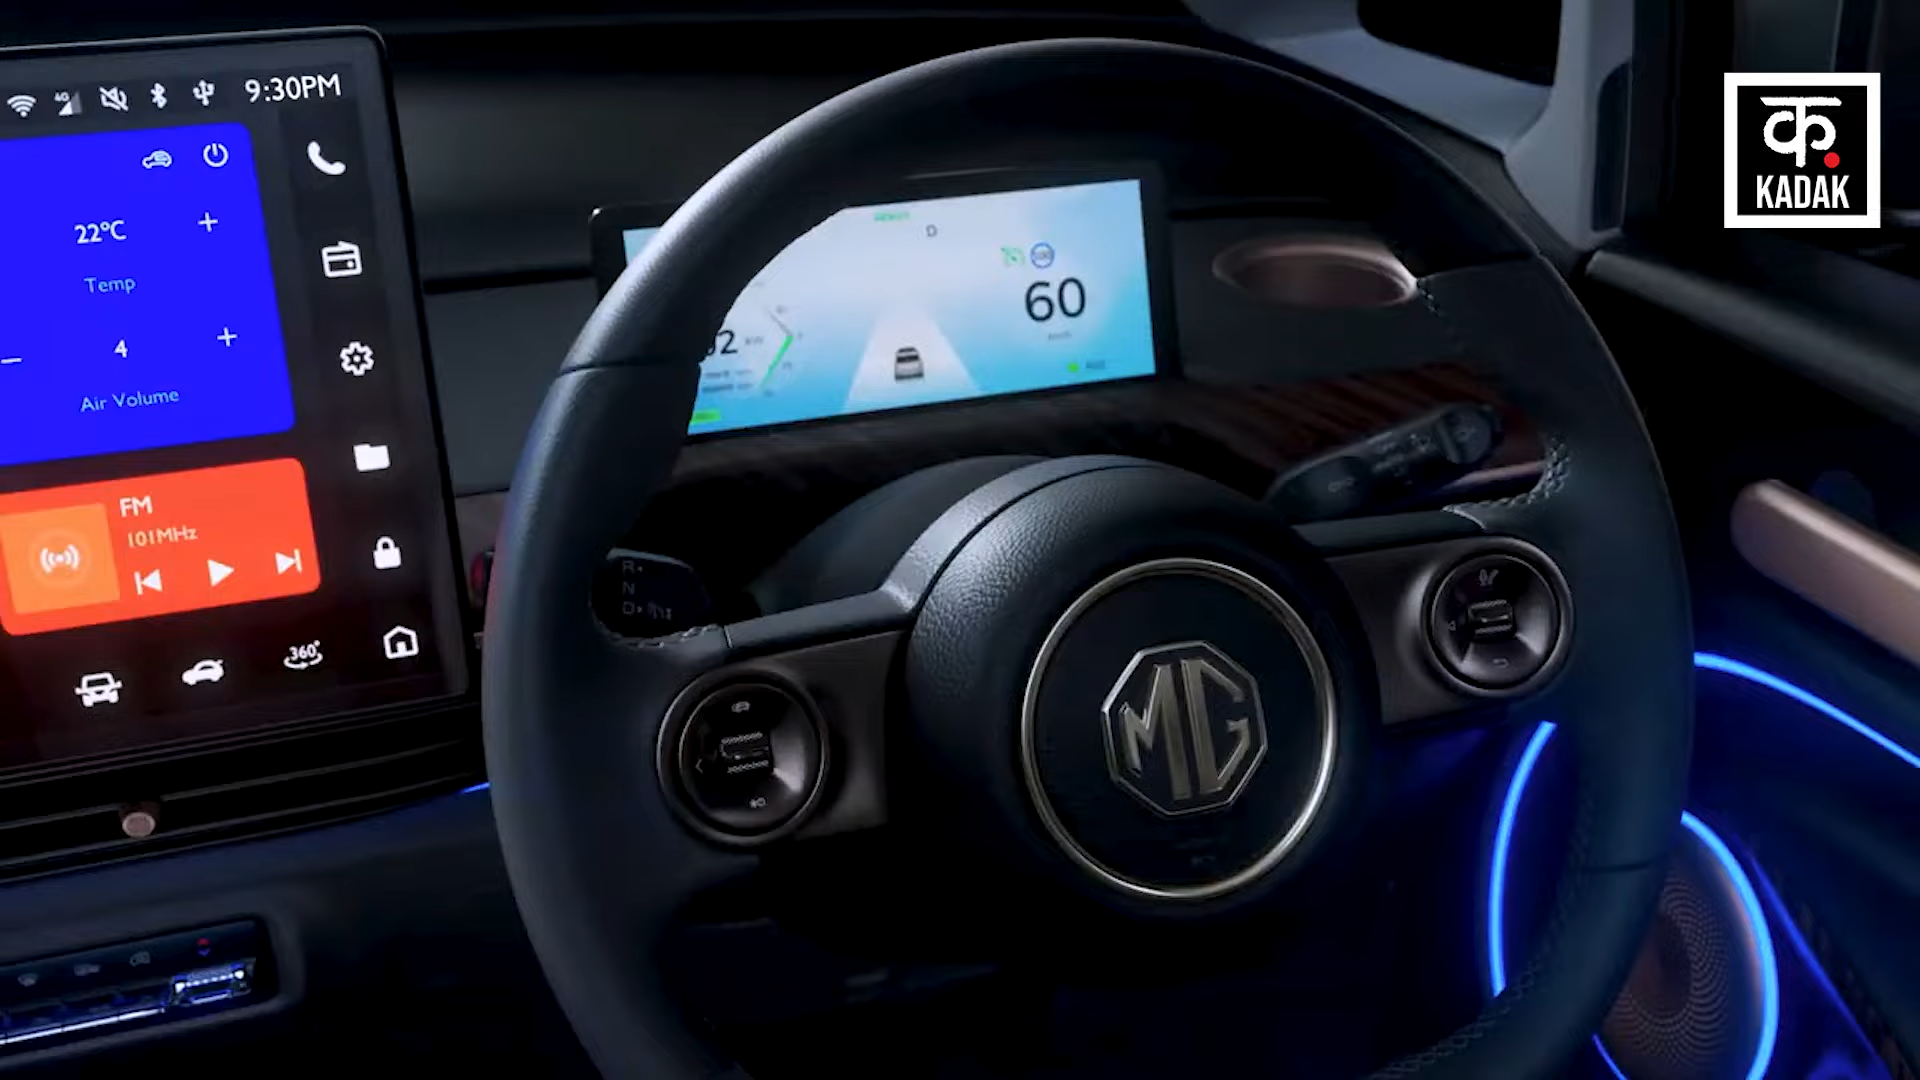 9:30PM
22°C
Temp
4
Air Volume
FM
101MHz
360°
D
60
R
N
D
MG
क.
KADAK